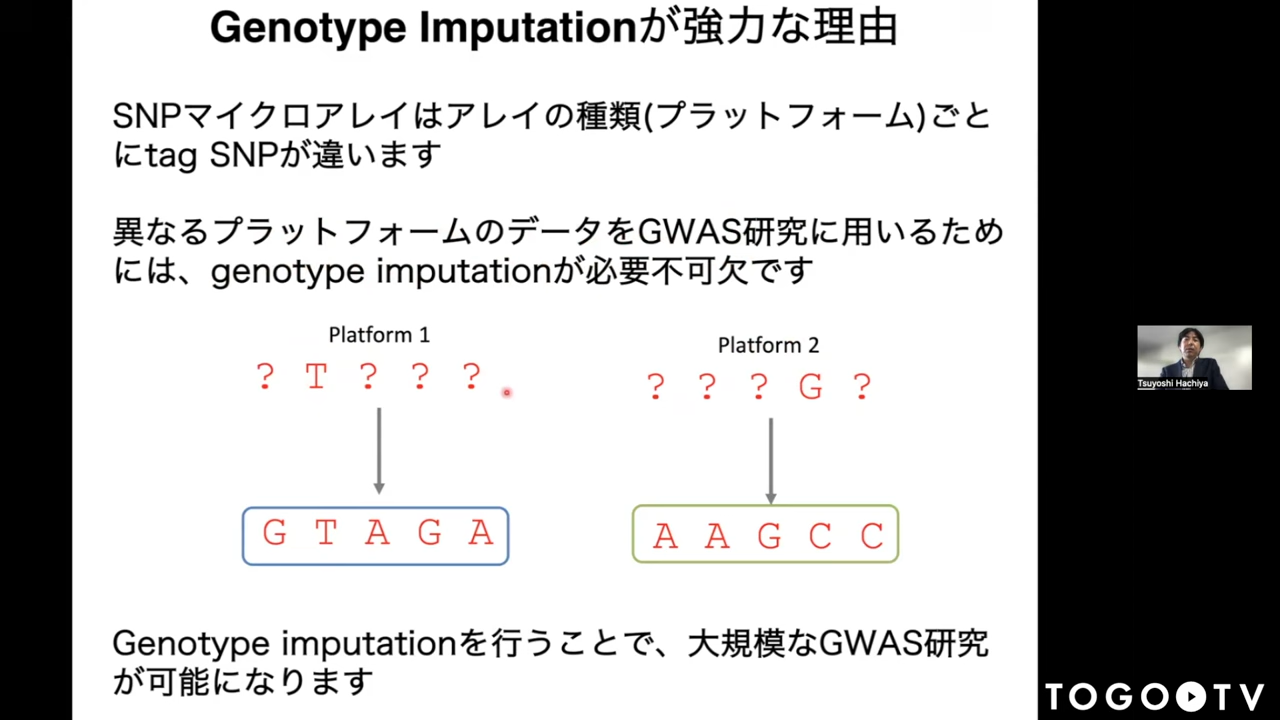 Genotype Imputationが強力な理由
SNPマイクロアレイはアレイの種類(プラットフォーム)ごと
にtag SNPが違います
異なるプラットフォームのデータをGWAS研究に用いるため
には、genotype imputationが必要不可欠です
Platform 1
? T ? ? ?
G T A G A
Platform 2
? ? ? G ?
A A G C C
Genotype imputationを行うことで、大規模なGWAS研究
が可能になります
Tsuyoshi Hachiya
TOGO TV